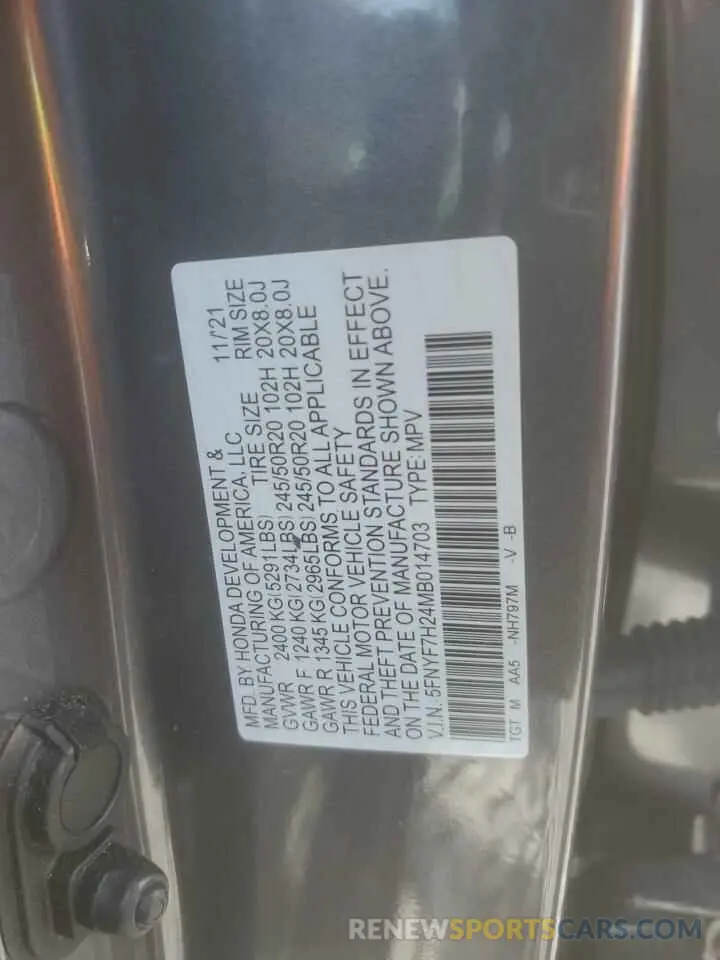 MFD. BY HONDA DEVELOPMENT & 11/'21
MANUFACTURING OF AMERICA, LLC
TIRE SIZE RIM SIZE
GVWR 2400 KG(5291LBS) 245/50R20 102H 20X8.0J
GAWR F 1240 KG(2734LBS) 245/50R20 102H 20X8.0J
GAWR R 1345 KG(2965LBS)
THIS VEHICLE CONFORMS TO ALL APPLICABLE
FEDERAL MOTOR VEHICLE SAFETY
AND THEFT PREVENTION STANDARDS IN EFFECT
ON THE DATE OF MANUFACTURE SHOWN ABOVE.
V.I.N.: 5FNYF7H24MB014703 TYPE: MPV
TGT M AA5 -NH797M -V -B
RENEWSPORTSCARS.COM